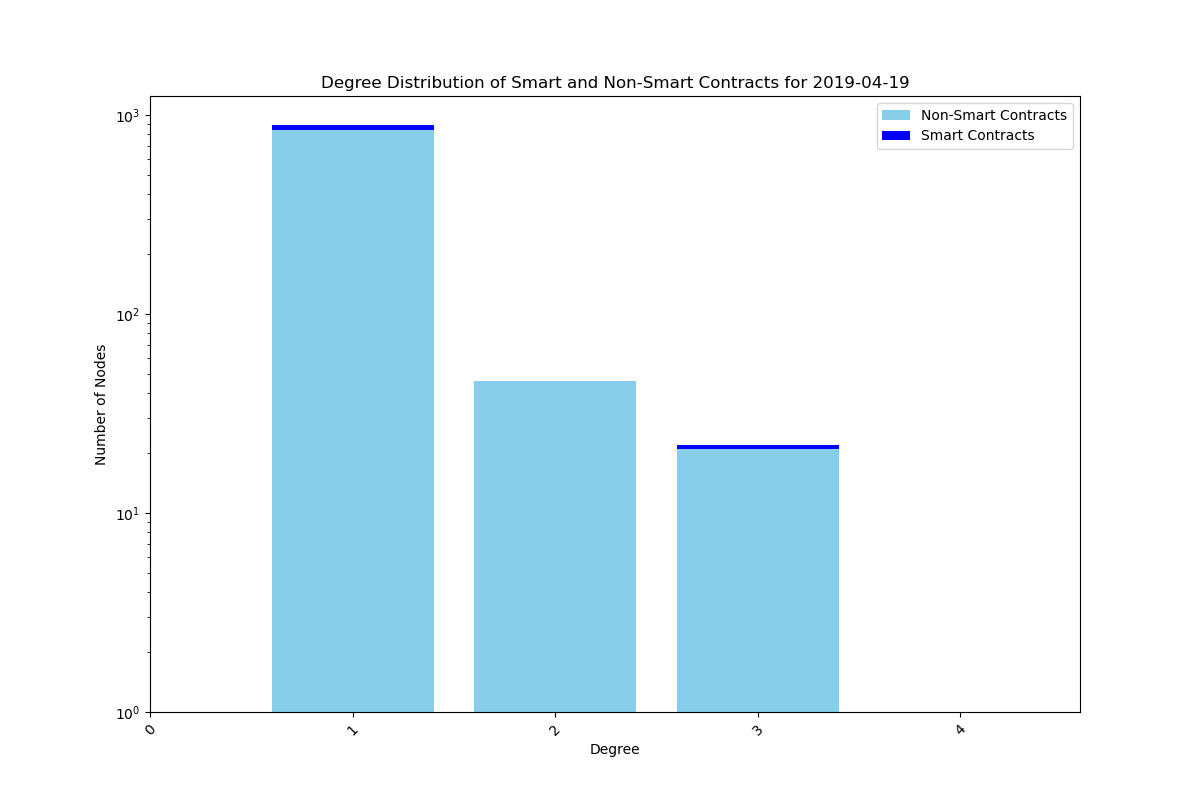 Degree Distribution of Smart and Non-Smart Contracts for 2019-04-19
Non-Smart Contracts
Smart Contracts
10³
10²
10¹
10⁰
Number of Nodes
0 1 2 3 4
Degree